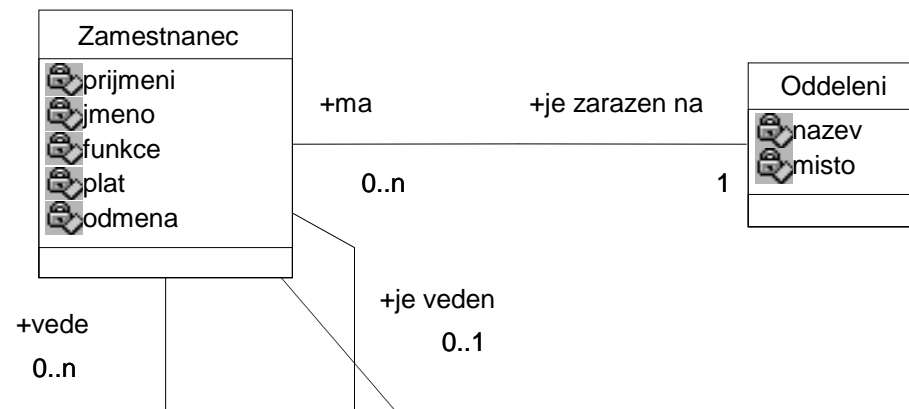 Zamestnanec
prijmeni
jmeno
funkce
plat
odmena
+ma
+je zarazen na
0..n
1
Oddeleni
nazev
misto
+vede
0..n
+je veden
0..1